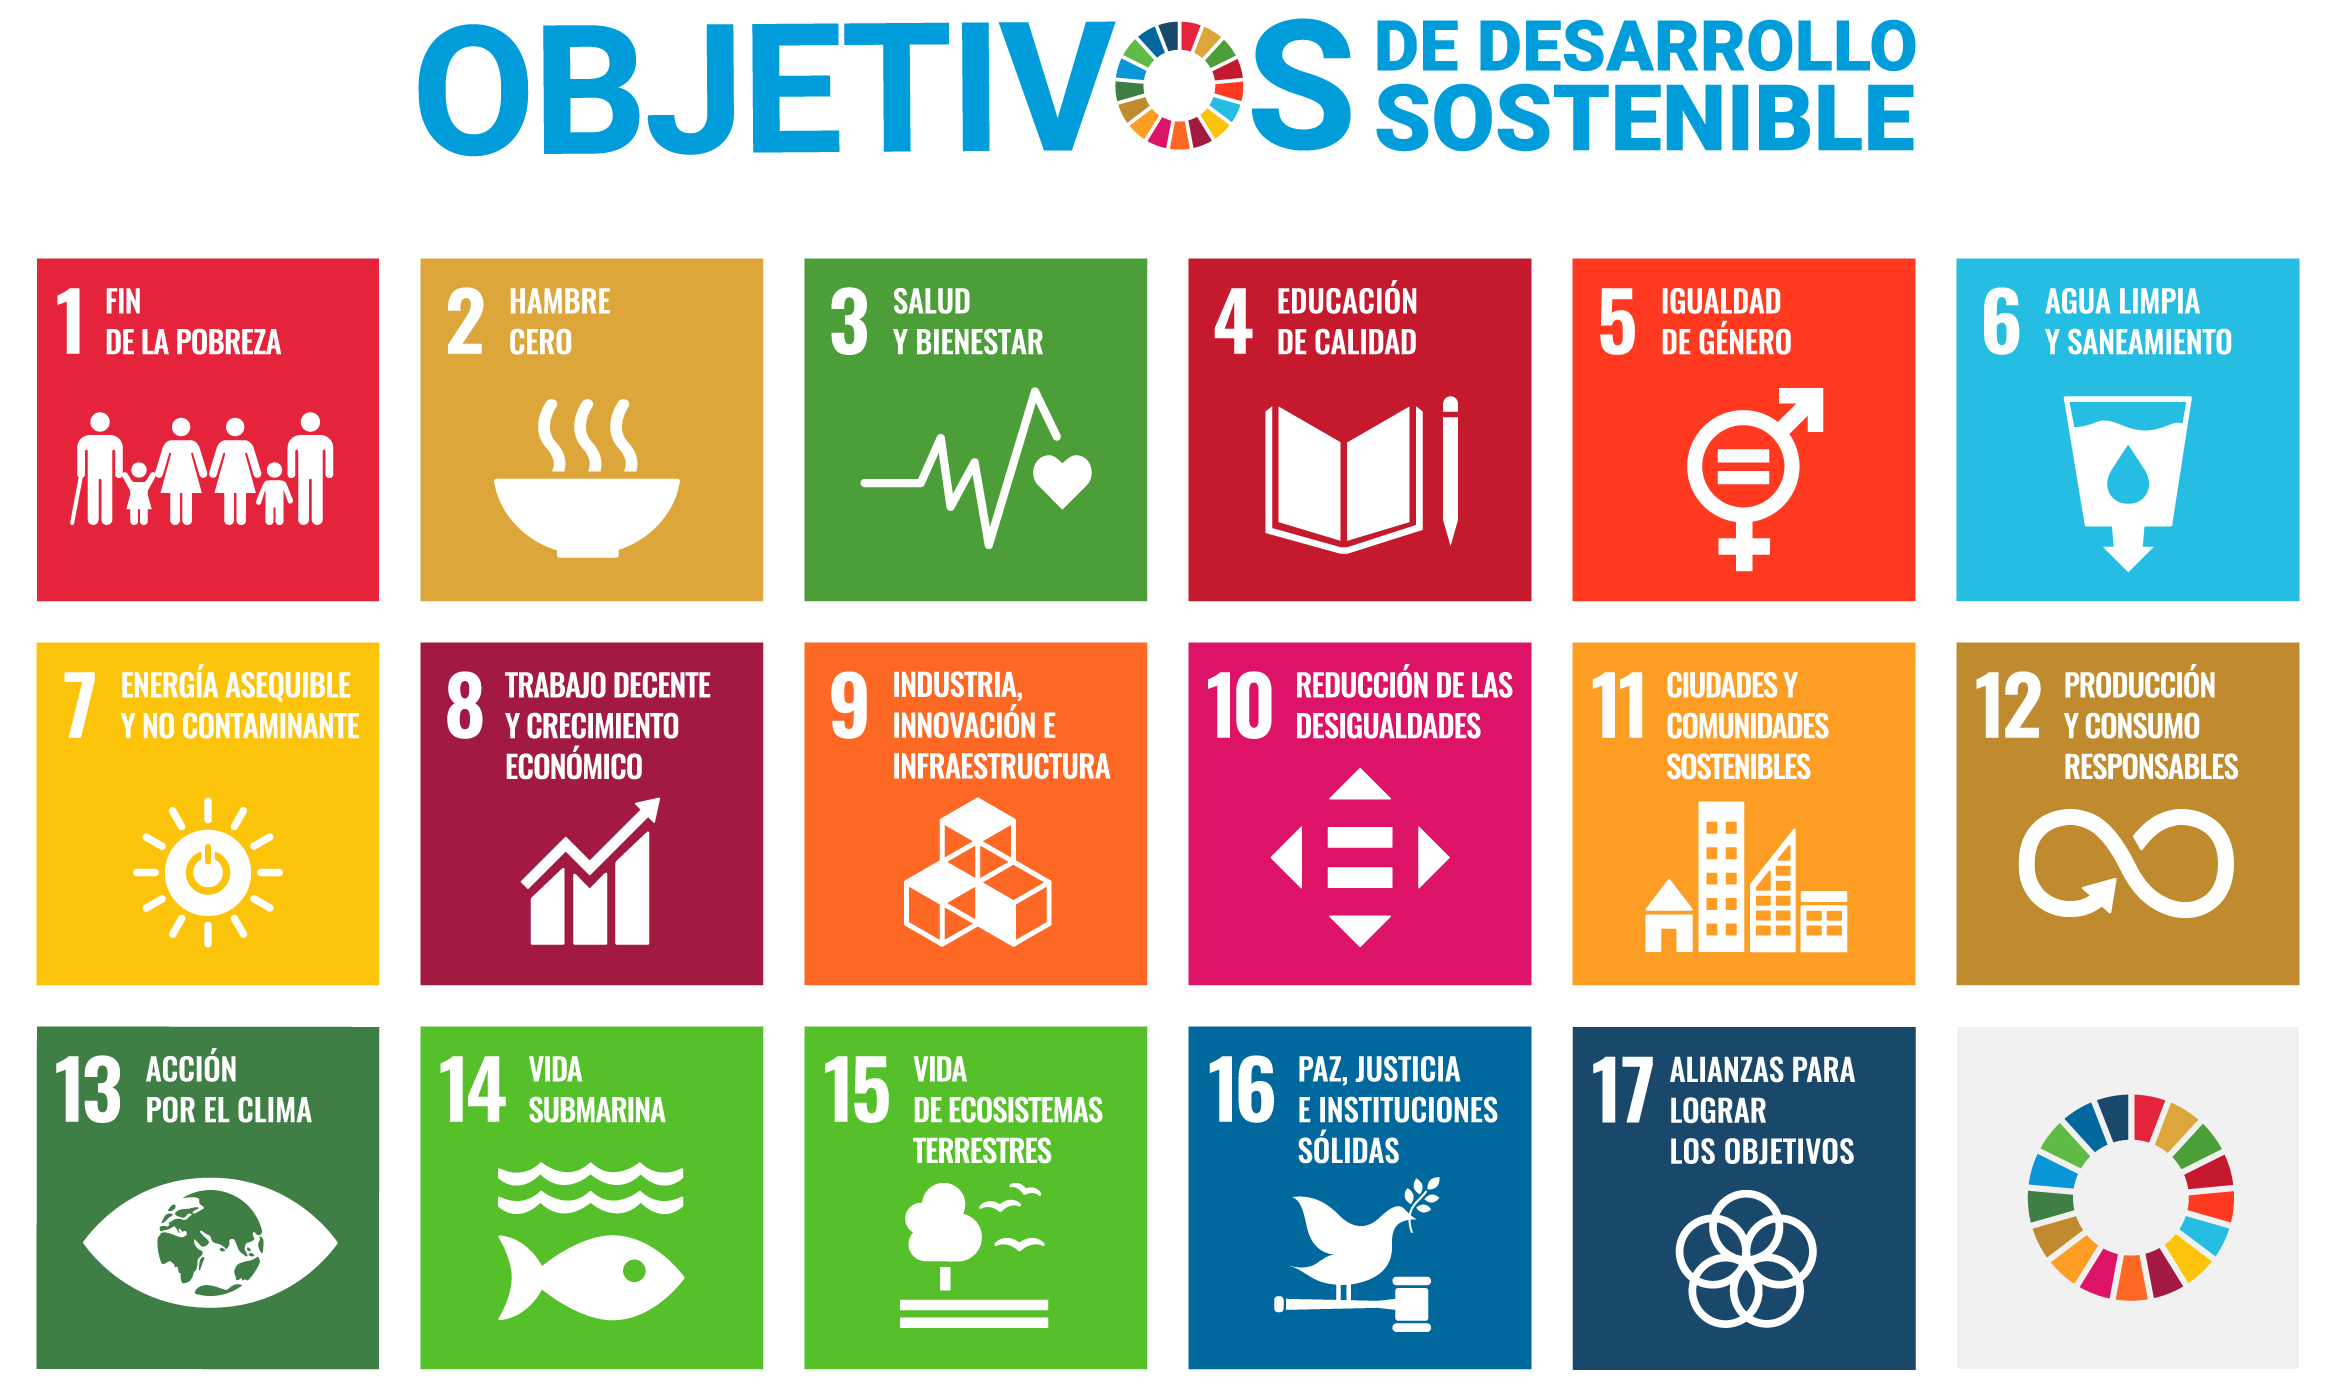 OBJETIVOS DE DESARROLLO
SOSTENIBLE
1 FIN
DE LA POBREZA
2 HAMBRE
CERO
3 SALUD
Y BIENESTAR
4 EDUCACIÓN
DE CALIDAD
5 IGUALDAD
DE GÉNERO
6 AGUA LIMPIA
Y SANEAMIENTO
7 ENERGÍA ASEQUIBLE
Y NO CONTAMINANTE
8 TRABAJO DECENTE
Y CRECIMIENTO
ECONÓMICO
9 INDUSTRIA,
INNOVACIÓN E
INFRAESTRUCTURA
10 REDUCCIÓN DE LAS
DESIGUALDADES
11 CIUDADES Y
COMUNIDADES
SOSTENIBLES
12 PRODUCCIÓN
Y CONSUMO
RESPONSABLES
13 ACCIÓN
POR EL CLIMA
14 VIDA
SUBMARINA
15 VIDA
DE ECOSISTEMAS
TERRESTRES
16 PAZ, JUSTICIA
E INSTITUCIONES
SÓLIDAS
17 ALIANZAS PARA
LOGRAR
LOS OBJETIVOS